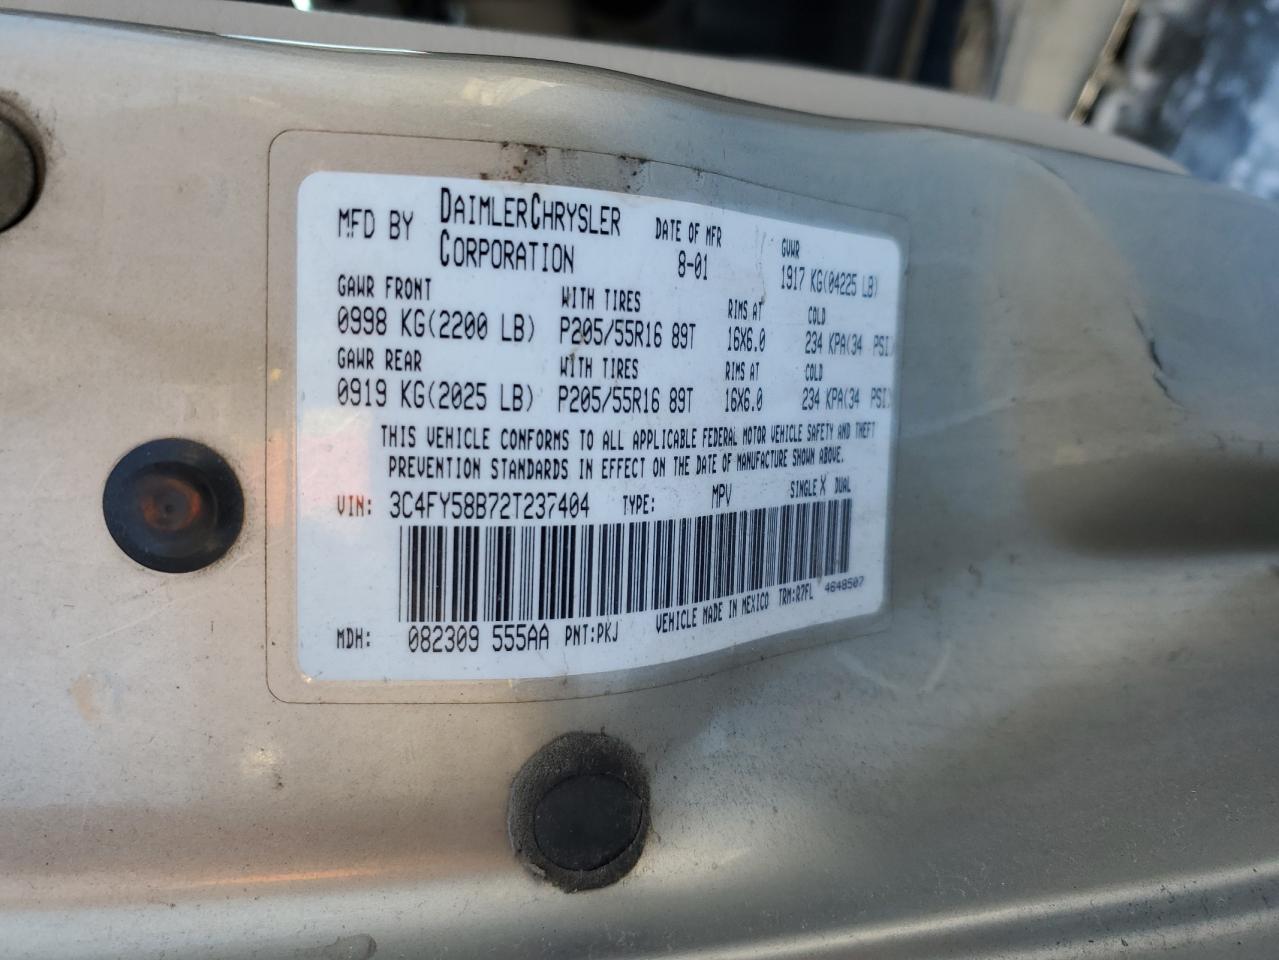 MFD BY DAIMLERCHRYSLER CORPORATION DATE OF MFR 8-01 GVWR 1917 KG(04225 LB)
GAWR FRONT WITH TIRES RIMS AT COLD
0998 KG(2200 LB) P205/55R16 89T 16X6.0 234 KPA(34 PSI)
GAWR REAR WITH TIRES RIMS AT COLD
0919 KG(2025 LB) P205/55R16 89T 16X6.0 234 KPA(34 PSI)
THIS VEHICLE CONFORMS TO ALL APPLICABLE FEDERAL MOTOR VEHICLE SAFETY AND THEFT
PREVENTION STANDARDS IN EFFECT ON THE DATE OF MANUFACTURE SHOWN ABOVE.
VIN: 3C4FY58B72T237404 TYPE: MPV SINGLE X DUAL
MDH: 082309 555AA PNT:PKJ VEHICLE MADE IN MEXICO TRM:R7FL 4648507